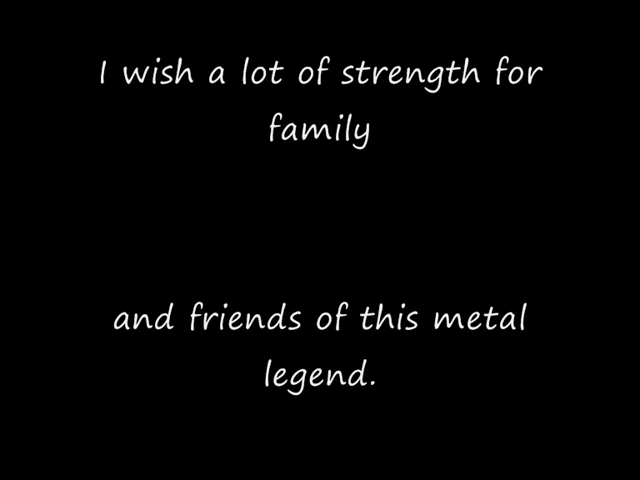 I wish a lot of strength for
family
and friends of this metal
legend.